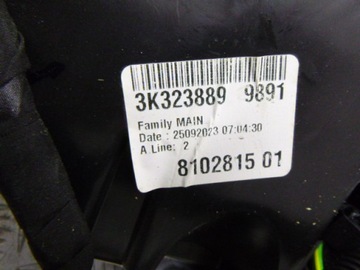 3K323889 9891
Family MAIN
Date : 25092023 07:04:30
A Line: 2
8102815 01